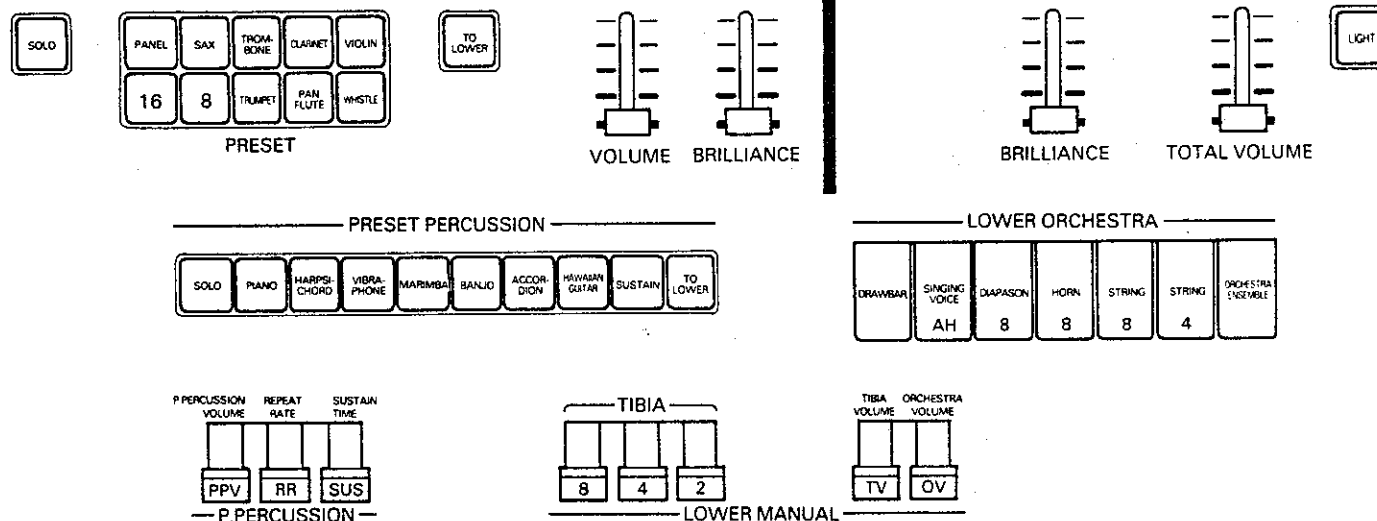 SOLO
PANEL SAX TROM-BONE CLARINET VIOLIN
16 8 TRUMPET PAN FLUTE WHISTLE
PRESET
TO LOWER
VOLUME BRILLIANCE
BRILLIANCE TOTAL VOLUME
LIGHT
PRESET PERCUSSION
SOLO PIANO HARPSI-CHORD VIBRA-PHONE MARIMBA BANJO ACCOR-DION HAWAIIAN GUITAR SUSTAIN TO LOWER
LOWER ORCHESTRA
DRAWBAR SINGING VOICE DIAPASON HORN STRING STRING ORCHESTRA ENSEMBLE
AH 8 8 8 4
P.PERCUSSION VOLUME REPEAT RATE SUSTAIN TIME
PPV RR SUS
P.PERCUSSION
TIBIA
8 4 2
TIBIA VOLUME ORCHESTRA VOLUME
TV OV
LOWER MANUAL